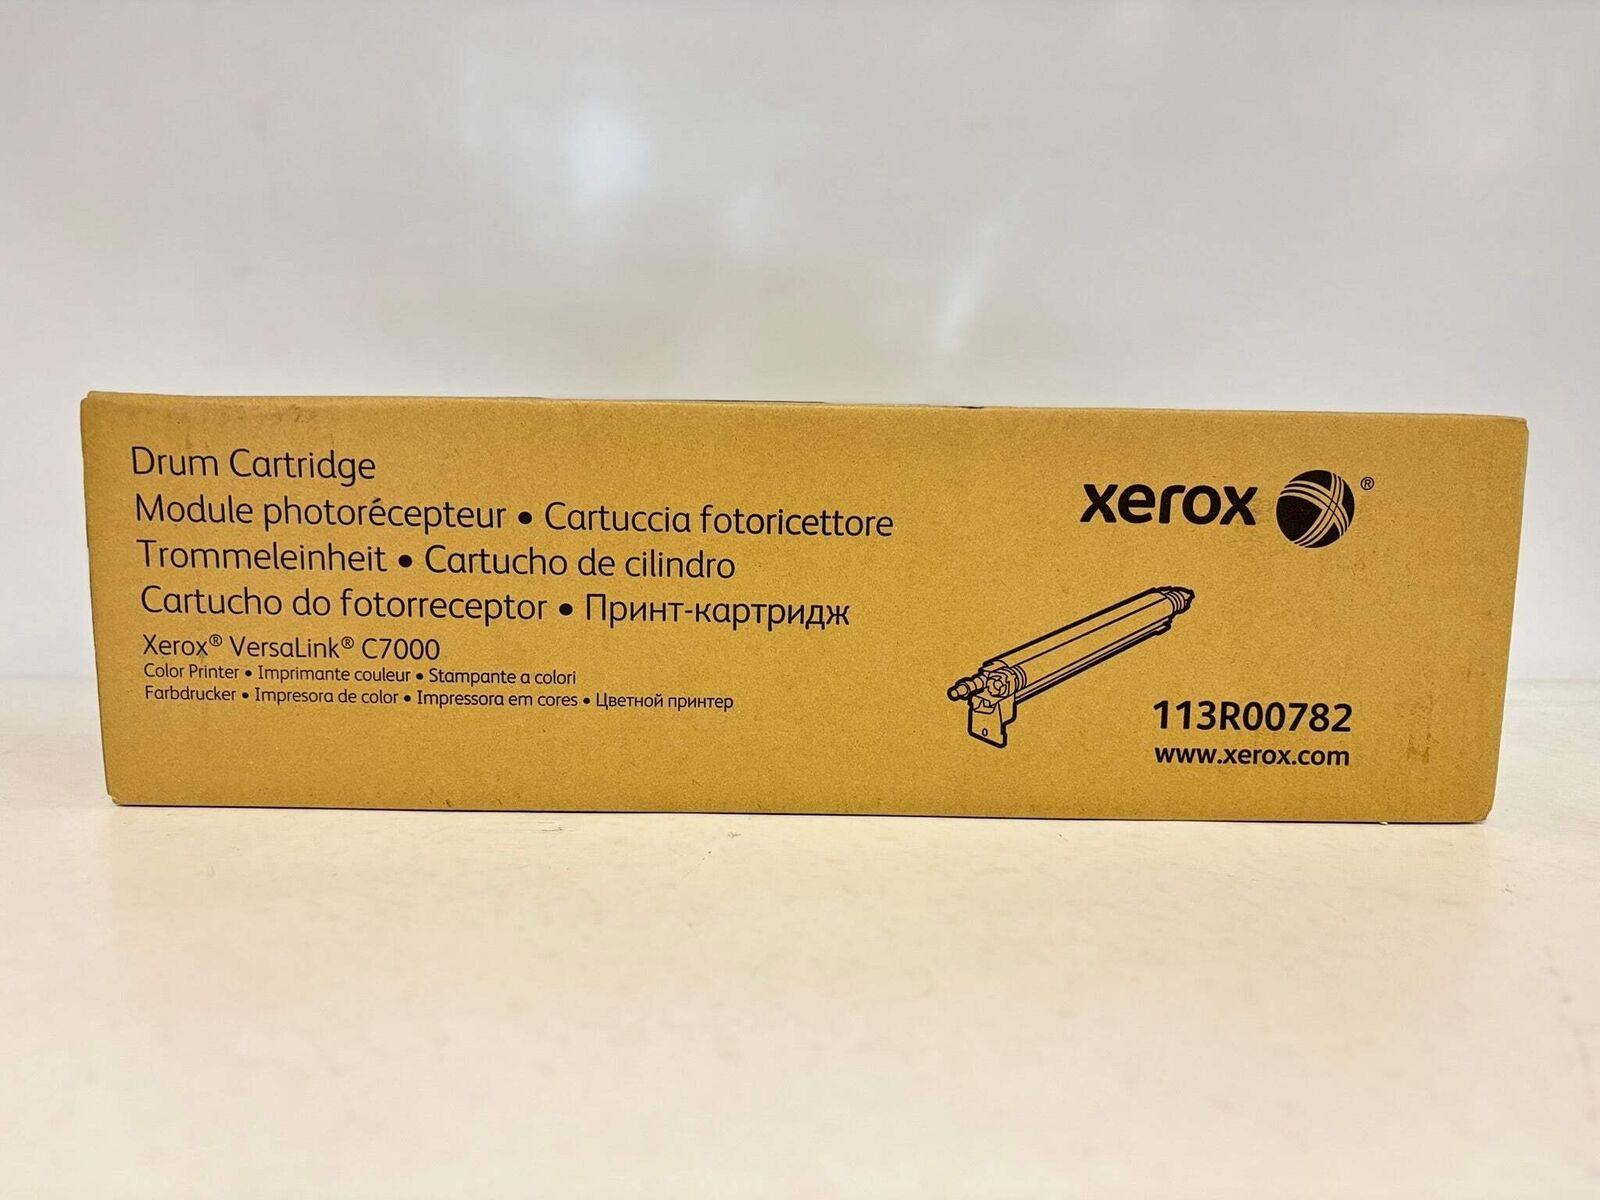 Drum Cartridge
Module photorécepteur • Cartuccia fotoricettore
Trommeleinheit • Cartucho de cilindro
Cartucho do fotorreceptor • Принт-картридж
Xerox® VersaLink® C7000
Color Printer • Imprimante couleur • Stampante a colori
Farbdrucker • Impresora de color • Impressora em cores • Цветной принтер
xerox ®
0
113R00782
www.xerox.com